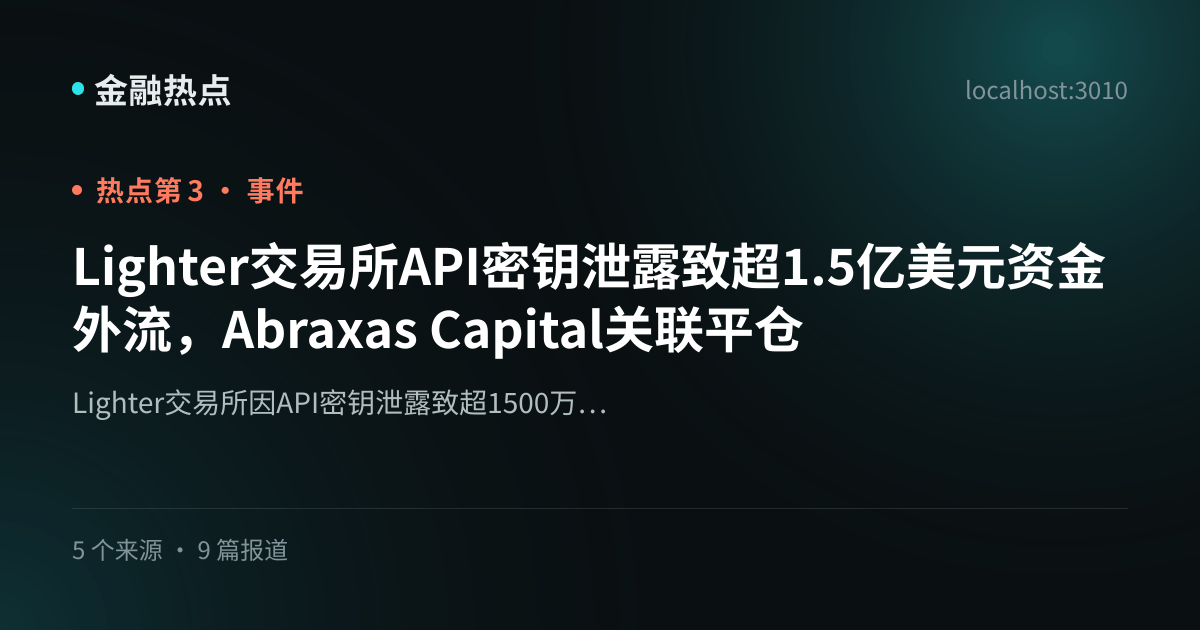 金融热点
localhost:3010
热点第 3 · 事件
Lighter交易所API密钥泄露致超1.5亿美元资金
外流，Abraxas Capital关联平仓
Lighter交易所因API密钥泄露致超1500万…
5 个来源 · 9 篇报道